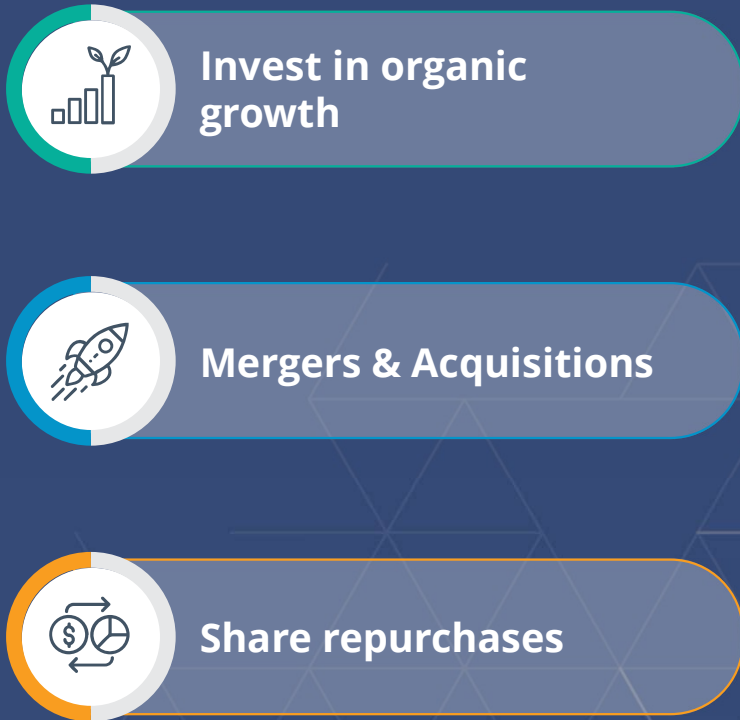 Invest in organic
growth
Mergers & Acquisitions
$
Share repurchases